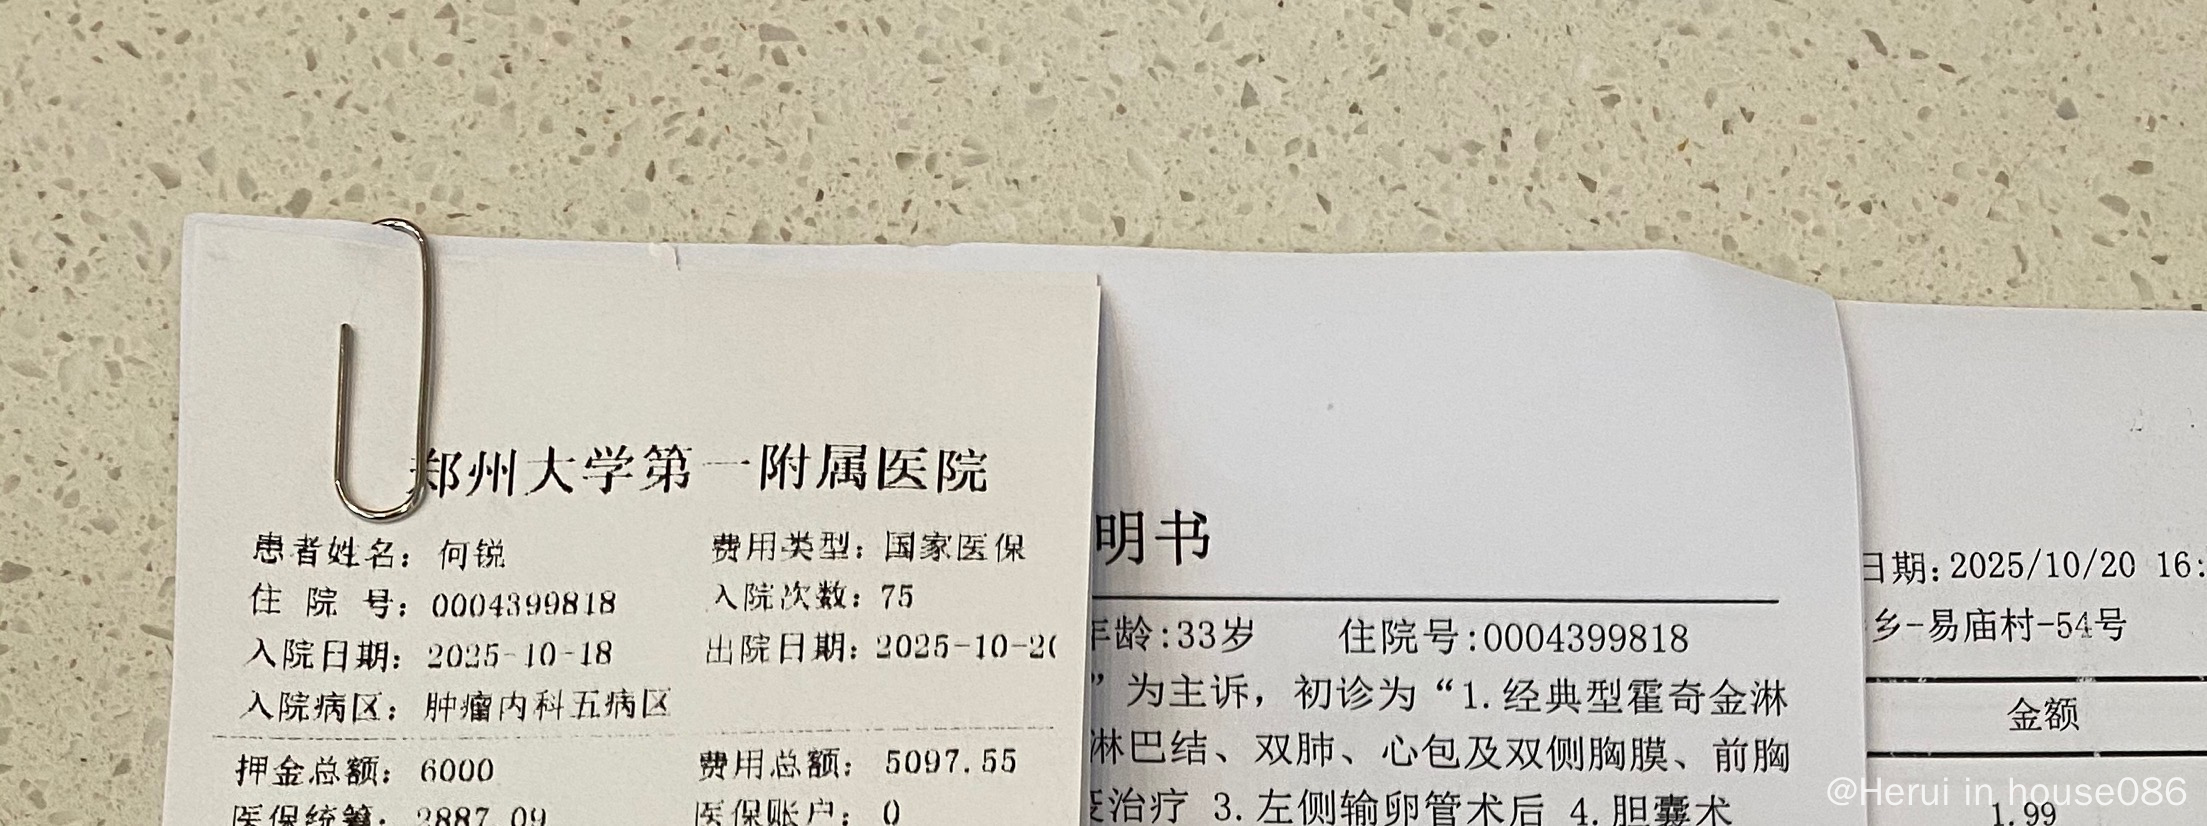 郑州大学第一附属医院
患者姓名：何锐 费用类型：国家医保
住 院 号：0004399818 入院次数：75
入院日期：2025-10-18 出院日期：2025-10-2
入院病区：肿瘤内科五病区
押金总额：6000 费用总额：5097.55
医保统筹：2887.09 医保账户：0
明书
年龄:33岁 住院号:0004399818
”为主诉，初诊为“1.经典型霍奇金淋
淋巴结、双肺、心包及双侧胸膜、前胸
治疗 3.左侧输卵管术后 4.胆囊术
日期:2025/10/20 16:
乡-易庙村-54号
金额
1.99
@Herui in house086